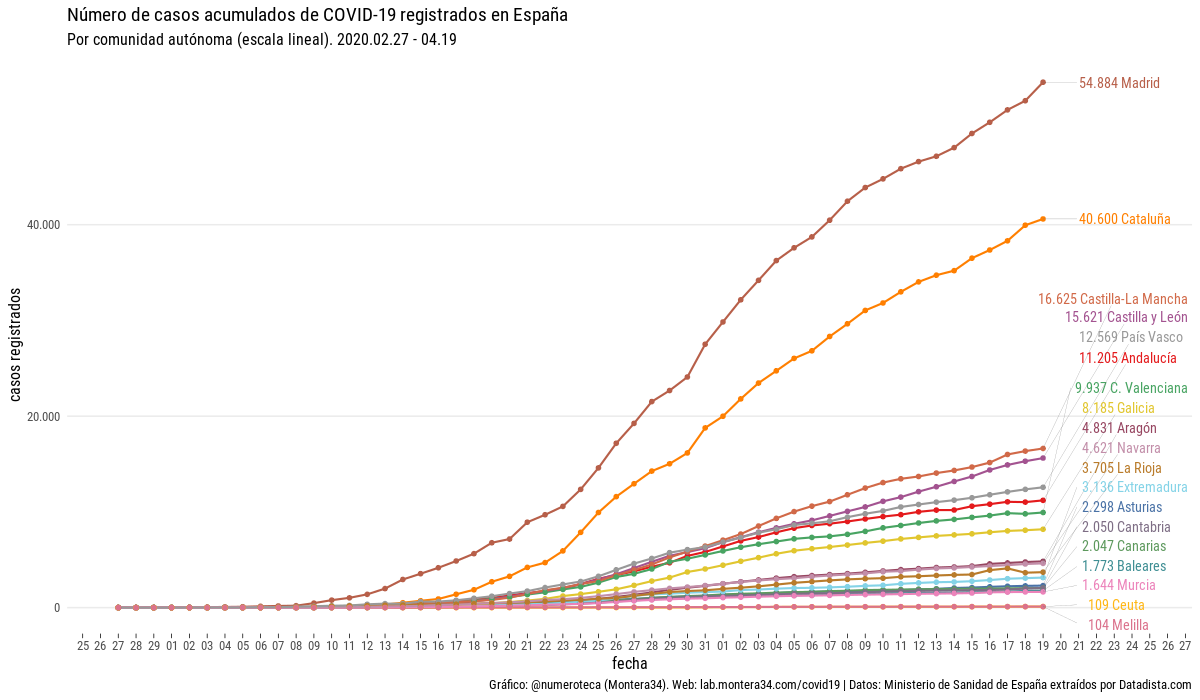 Número de casos acumulados de COVID-19 registrados en España
Por comunidad autónoma (escala lineal). 2020.02.27 - 04.19
casos registrados
40.000
20.000
0
54.884 Madrid
40.600 Cataluña
16.625 Castilla-La Mancha
15.621 Castilla y León
12.569 País Vasco
11.205 Andalucía
9.937 C. Valenciana
8.185 Galicia
4.831 Aragón
4.621 Navarra
3.705 La Rioja
3.136 Extremadura
2.298 Asturias
2.050 Cantabria
2.047 Canarias
1.773 Baleares
1.644 Murcia
109 Ceuta
104 Melilla
25 26 27 28 29 01 02 03 04 05 06 07 08 09 10 11 12 13 14 15 16 17 18 19 20 21 22 23 24 25 26 27 28 29 30 31 01 02 03 04 05 06 07 08 09 10 11 12 13 14 15 16 17 18 19 20 21 22 23 24 25 26 27
fecha
Gráfico: @numeroteca (Montera34). Web: lab.montera34.com/covid19 | Datos: Ministerio de Sanidad de España extraídos por Datadista.com